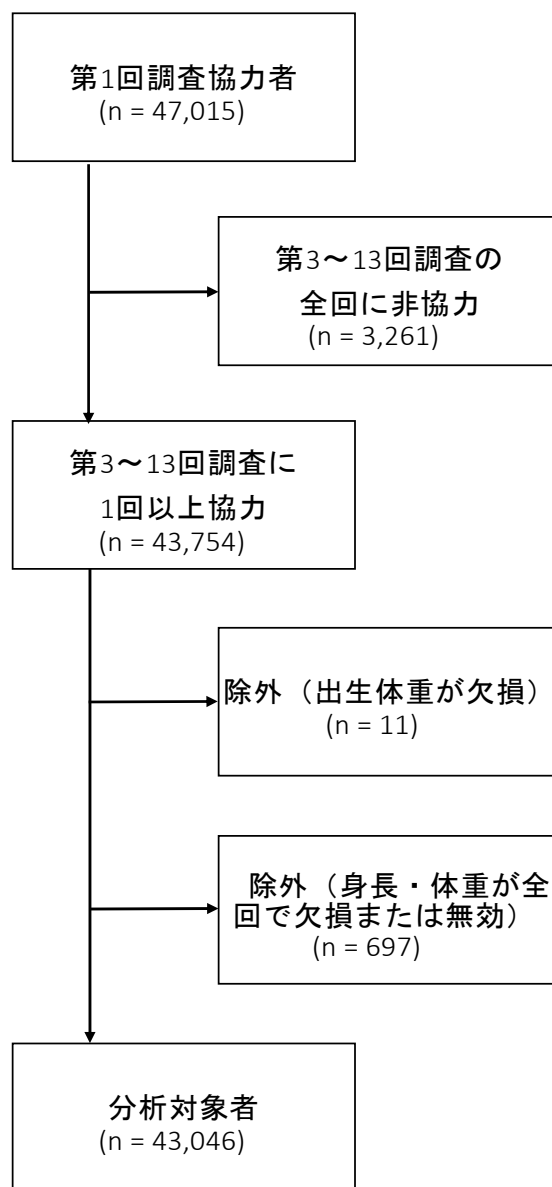 第1回調査協力者
(n = 47,015)
第3～13回調査の
全回に非協力
(n = 3,261)
第3～13回調査に
1回以上協力
(n = 43,754)
除外（出生体重が欠損）
(n = 11)
除外（身長・体重が全
回で欠損または無効）
(n = 697)
分析対象者
(n = 43,046)